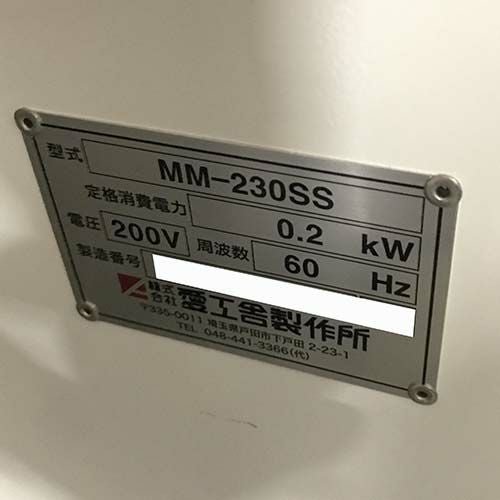 型式 MM-230SS
定格消費電力 0.2 kW
電圧 200V 周波数 60 Hz
製造番号
株式会社 愛工舎製作所
〒335-0011 埼玉県戸田市下戸田 2-23-1
TEL 048-441-3366(代)